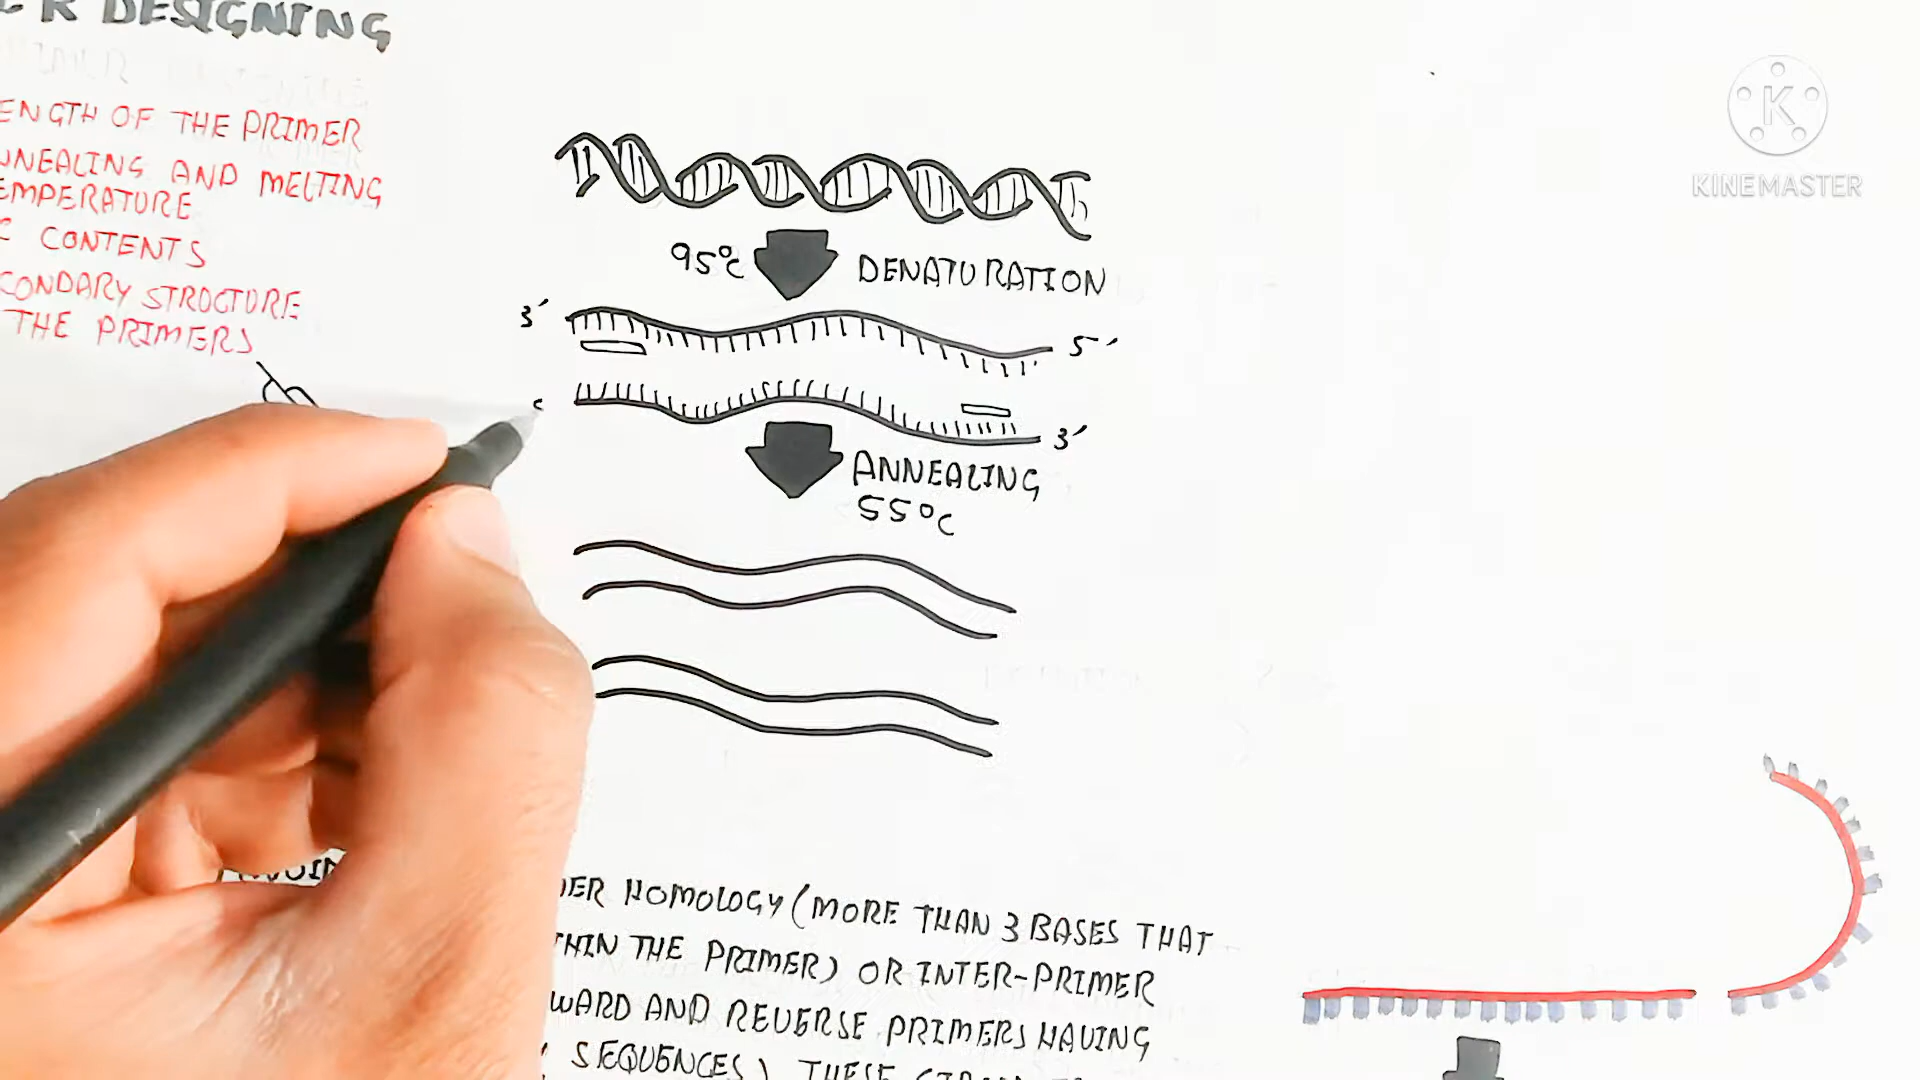 DESIGNING
ENGTH OF THE PRIMER
NNEALING AND MELTING
EMPERATURE
C CONTENTS
CONDARY STRUCTURE
THE PRIMERS
KINEMASTER
95°C
DENATURATION
3´
5´
3´
ANNEALING
55°C
HOMOLOGY (MORE THAN 3 BASES THAT
THIN THE PRIMER) OR INTER-PRIMER
WARD AND REVERSE PRIMERS HAVING
SEQUENCES) THESE